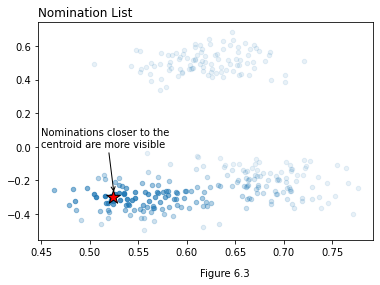 Nomination List
0.6
0.4
0.2
0.0
−0.2
−0.4
Nominations closer to the
centroid are more visible
0.45 0.50 0.55 0.60 0.65 0.70 0.75
Figure 6.3